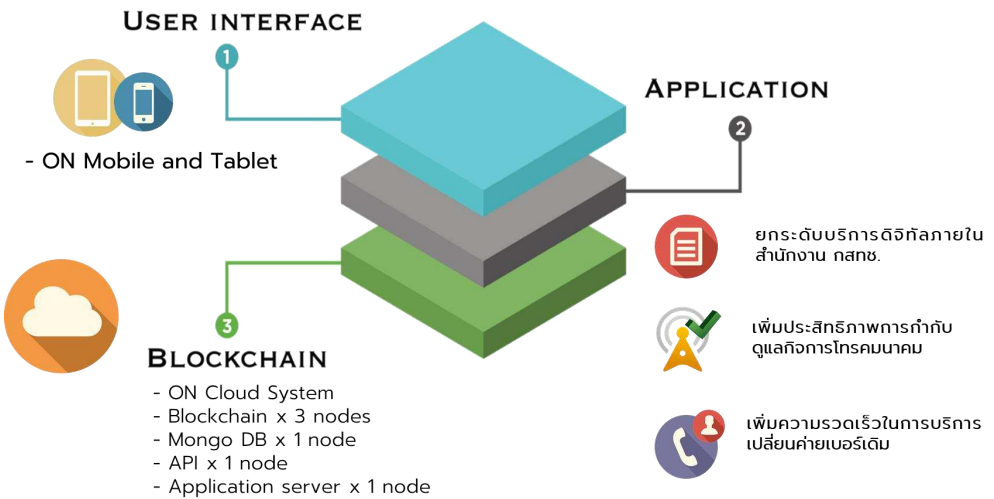 USER INTERFACE
1
- ON Mobile and Tablet
APPLICATION
2
ยกระดับบริการดิจิทัลภายใน
สำนักงาน กสทช.
เพิ่มประสิทธิภาพการกำกับ
ดูแลกิจการโทรคมนาคม
เพิ่มความรวดเร็วในการบริการ
เปลี่ยนค่ายเบอร์เดิม
3
BLOCKCHAIN
- ON Cloud System
- Blockchain x 3 nodes
- Mongo DB x 1 node
- API x 1 node
- Application server x 1 node